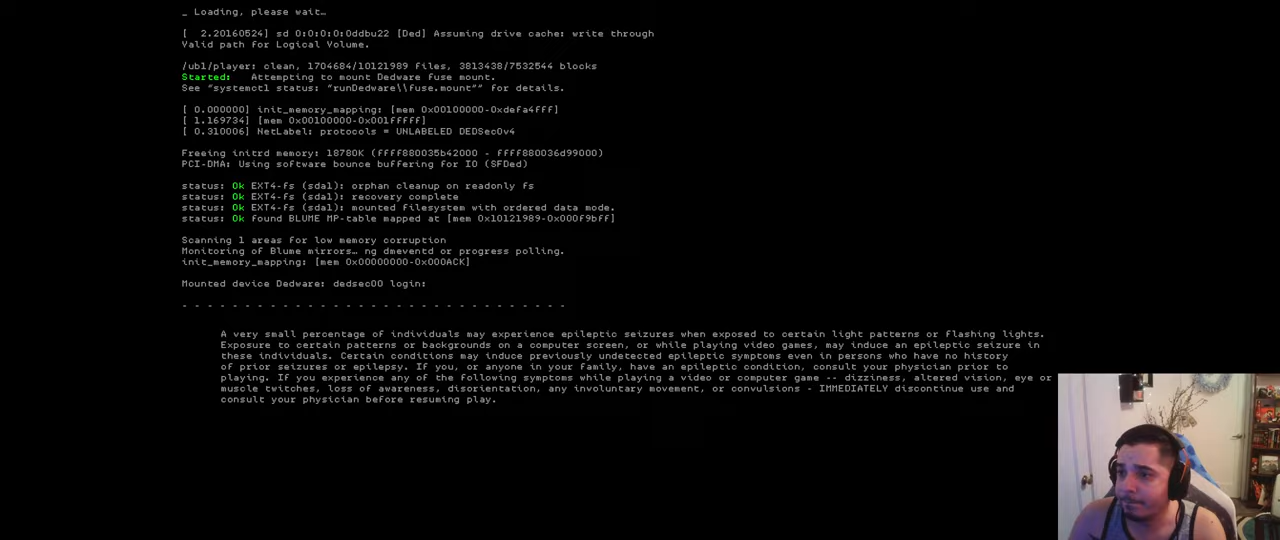 _ Loading, please wait…
[  2.20160524] sd 0:0:0:0:0ddbu22 [Ded] Assuming drive cache: write through
Valid path for Logical Volume.
/ubl/player: clean, 1704684/10121989 files, 3813438/7532544 blocks
Started:   Attempting to mount Dedware fuse mount.
See "systemctl status: "runDedware\\fuse.mount"" for details.
[ 0.000000] init_memory_mapping: [mem 0x00100000-0xdefa4fff]
[ 1.169734] [mem 0x00100000-0x001fffff]
[ 0.310006] NetLabel: protocols = UNLABELED DEDSec0v4
Freeing initrd memory: 18780K (ffff880035b42000 - ffff880036d99000)
PCI-DMA: Using software bounce buffering for IO (SFDed)
status: Ok EXT4-fs (sda1): orphan cleanup on readonly fs
status: Ok EXT4-fs (sda1): recovery complete
status: Ok EXT4-fs (sda1): mounted filesystem with ordered data mode.
status: Ok found BLUME MP-table mapped at [mem 0x10121989-0x000f9bff]
Scanning 1 areas for low memory corruption
Monitoring of Blume mirrors… ng dmeventd or progress polling.
init_memory_mapping: [mem 0x00000000-0x000ACK]
Mounted device Dedware: dedsec00 login:
- - - - - - - - - - - - - - - - - - - - - - - - - - - - - - - -
A very small percentage of individuals may experience epileptic seizures when exposed to certain light patterns or flashing lights.
Exposure to certain patterns or backgrounds on a computer screen, or while playing video games, may induce an epileptic seizure in
these individuals. Certain conditions may induce previously undetected epileptic symptoms even in persons who have no history
of prior seizures or epilepsy. If you, or anyone in your family, have an epileptic condition, consult your physician prior to
playing. If you experience any of the following symptoms while playing a video or computer game -- dizziness, altered vision, eye or
muscle twitches, loss of awareness, disorientation, any involuntary movement, or convulsions - IMMEDIATELY discontinue use and
consult your physician before resuming play.